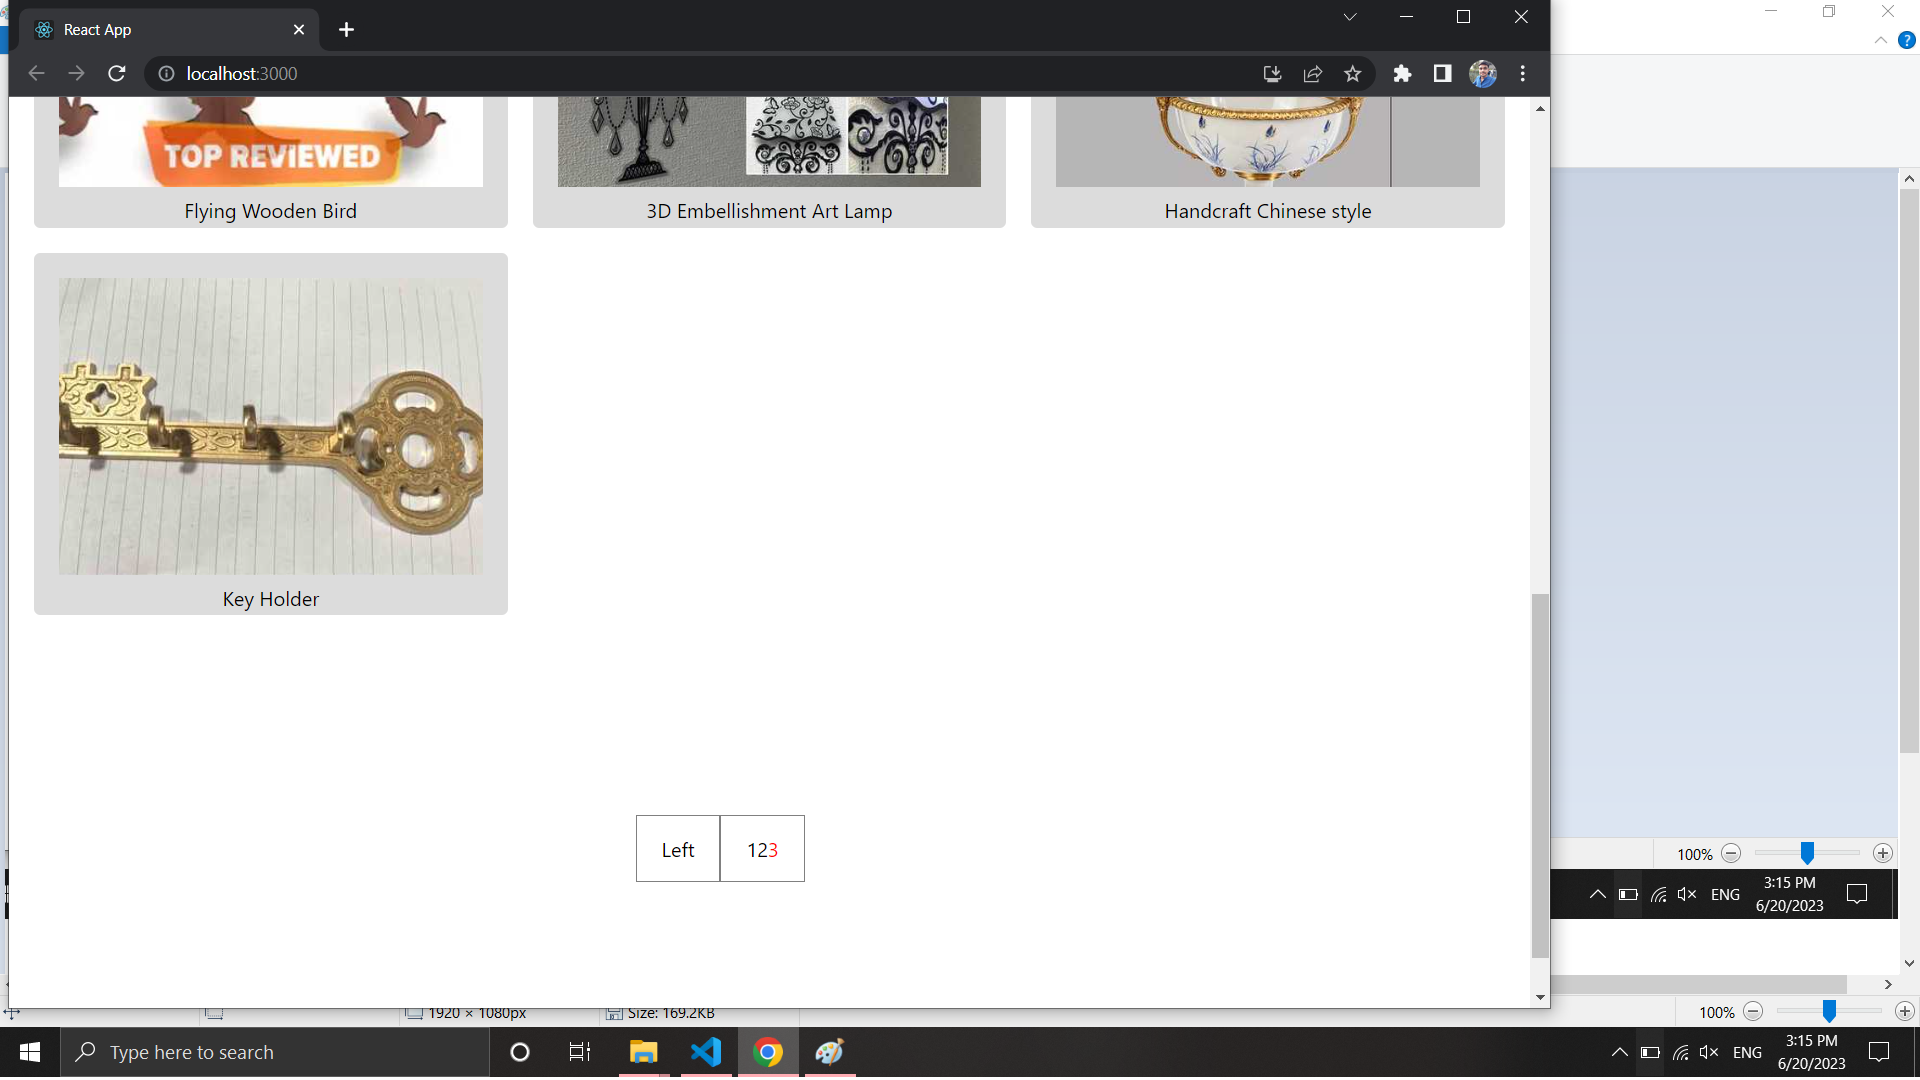 React App
localhost:3000
TOP REVIEWED
Flying Wooden Bird
3D Embellishment Art Lamp
Handcraft Chinese style
Key Holder
Left
123
100%
3:15 PM
ENG
6/20/2023
1920 × 1080px
Size: 169.2KB
100%
Type here to search
3:15 PM
ENG
6/20/2023